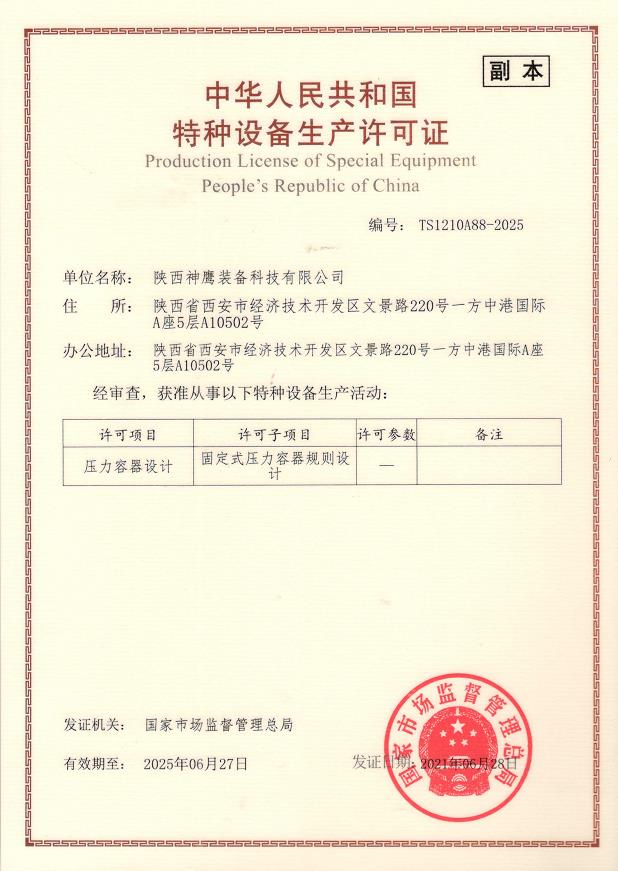 副 本
中华人民共和国
特种设备生产许可证
Production License of Special Equipment
People's Republic of China
编号： TS1210A88-2025
单位名称： 陕西神鹰装备科技有限公司
住 所： 陕西省西安市经济技术开发区文景路220号一方中港国际
A座5层A10502号
办公地址： 陕西省西安市经济技术开发区文景路220号一方中港国际A座
5层A10502号
经审查，获准从事以下特种设备生产活动：
许可项目 许可子项目 许可参数 备注
压力容器设计 固定式压力容器规则设
计 —
国家市场监督管理总局
发证机关： 国家市场监督管理总局
有效期至： 2025年06月27日 发证日期：2021年06月28日